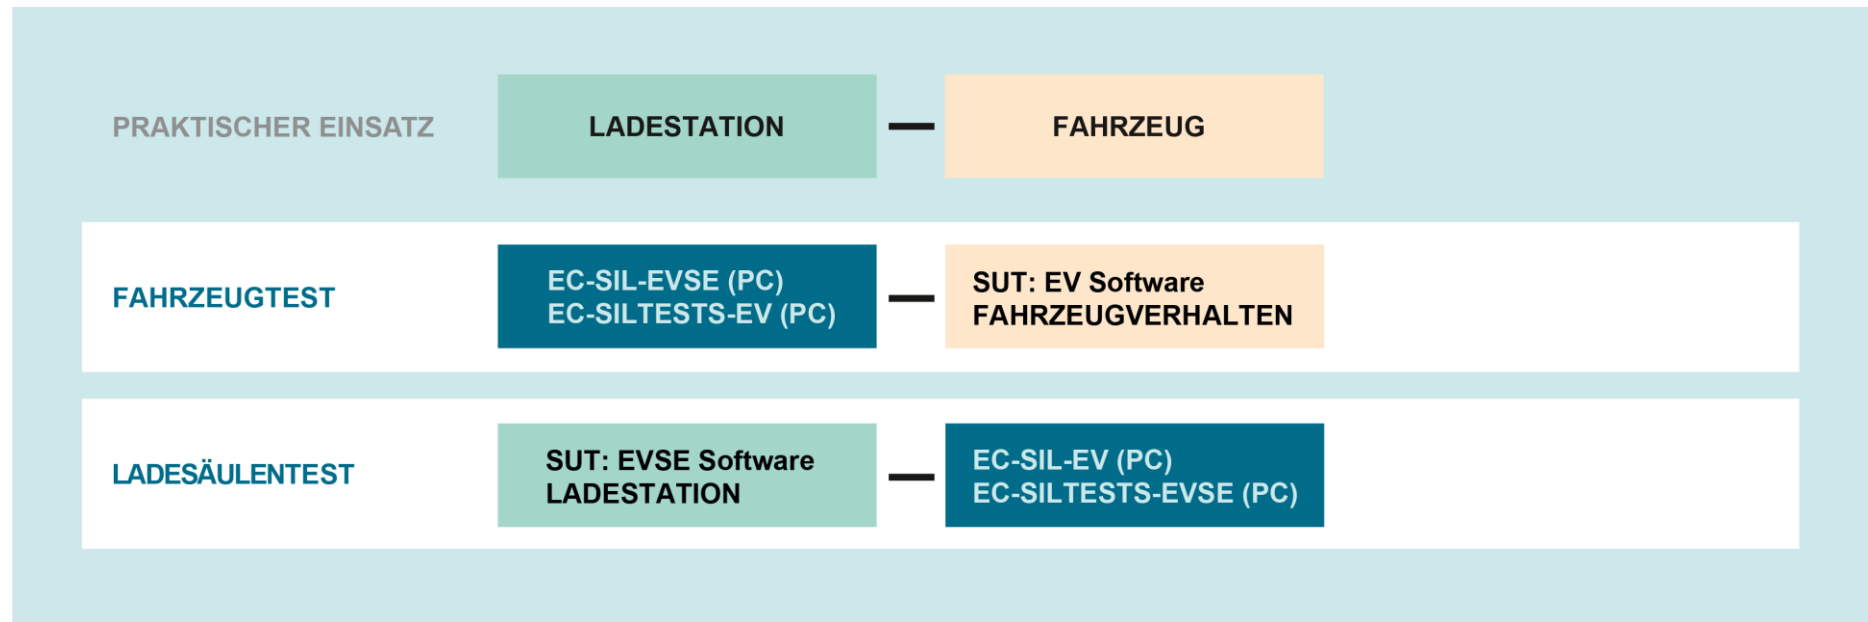 PRAKTISCHER EINSATZ
LADESTATION
FAHRZEUG
FAHRZEUGTEST
EC-SIL-EVSE (PC)
EC-SILTESTS-EV (PC)
SUT: EV Software
FAHRZEUGVERHALTEN
LADESÄULENTEST
SUT: EVSE Software
LADESTATION
EC-SIL-EV (PC)
EC-SILTESTS-EVSE (PC)